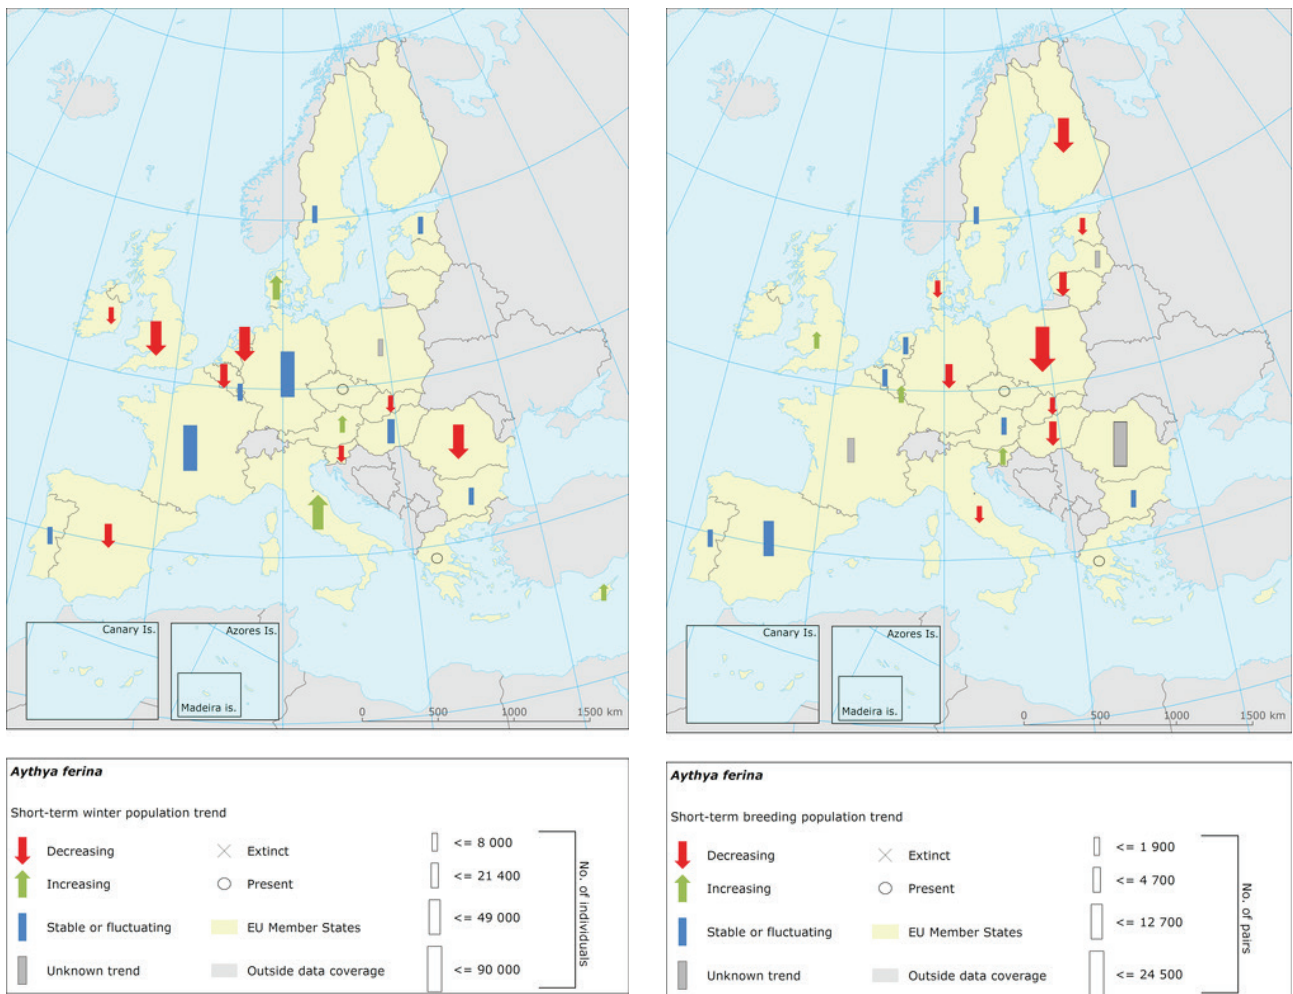 Canary Is.
Azores Is.
Madeira is.
0 500 1000 1500 km
Aythya ferina
Short-term winter population trend
Decreasing
Extinct
<= 8 000
Increasing
Present
<= 21 400
Stable or fluctuating
EU Member States
<= 49 000
Unknown trend
Outside data coverage
<= 90 000
No. of individuals
Canary Is.
Azores Is.
Madeira is.
0 500 1000 1500 km
Aythya ferina
Short-term breeding population trend
Decreasing
Extinct
<= 1 900
Increasing
Present
<= 4 700
Stable or fluctuating
EU Member States
<= 12 700
Unknown trend
Outside data coverage
<= 24 500
No. of pairs